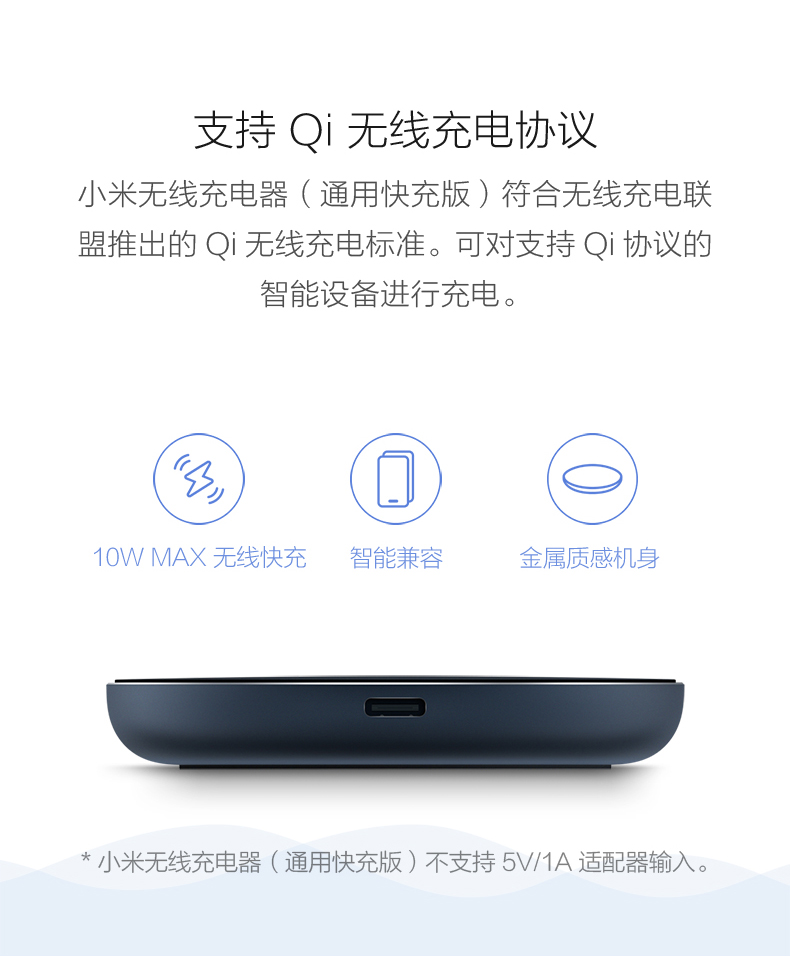 支持 Qi 无线充电协议
小米无线充电器（通用快充版）符合无线充电联
盟推出的 Qi 无线充电标准。可对支持 Qi 协议的
智能设备进行充电。
10W MAX 无线快充
智能兼容
金属质感机身
* 小米无线充电器（通用快充版）不支持 5V/1A 适配器输入。